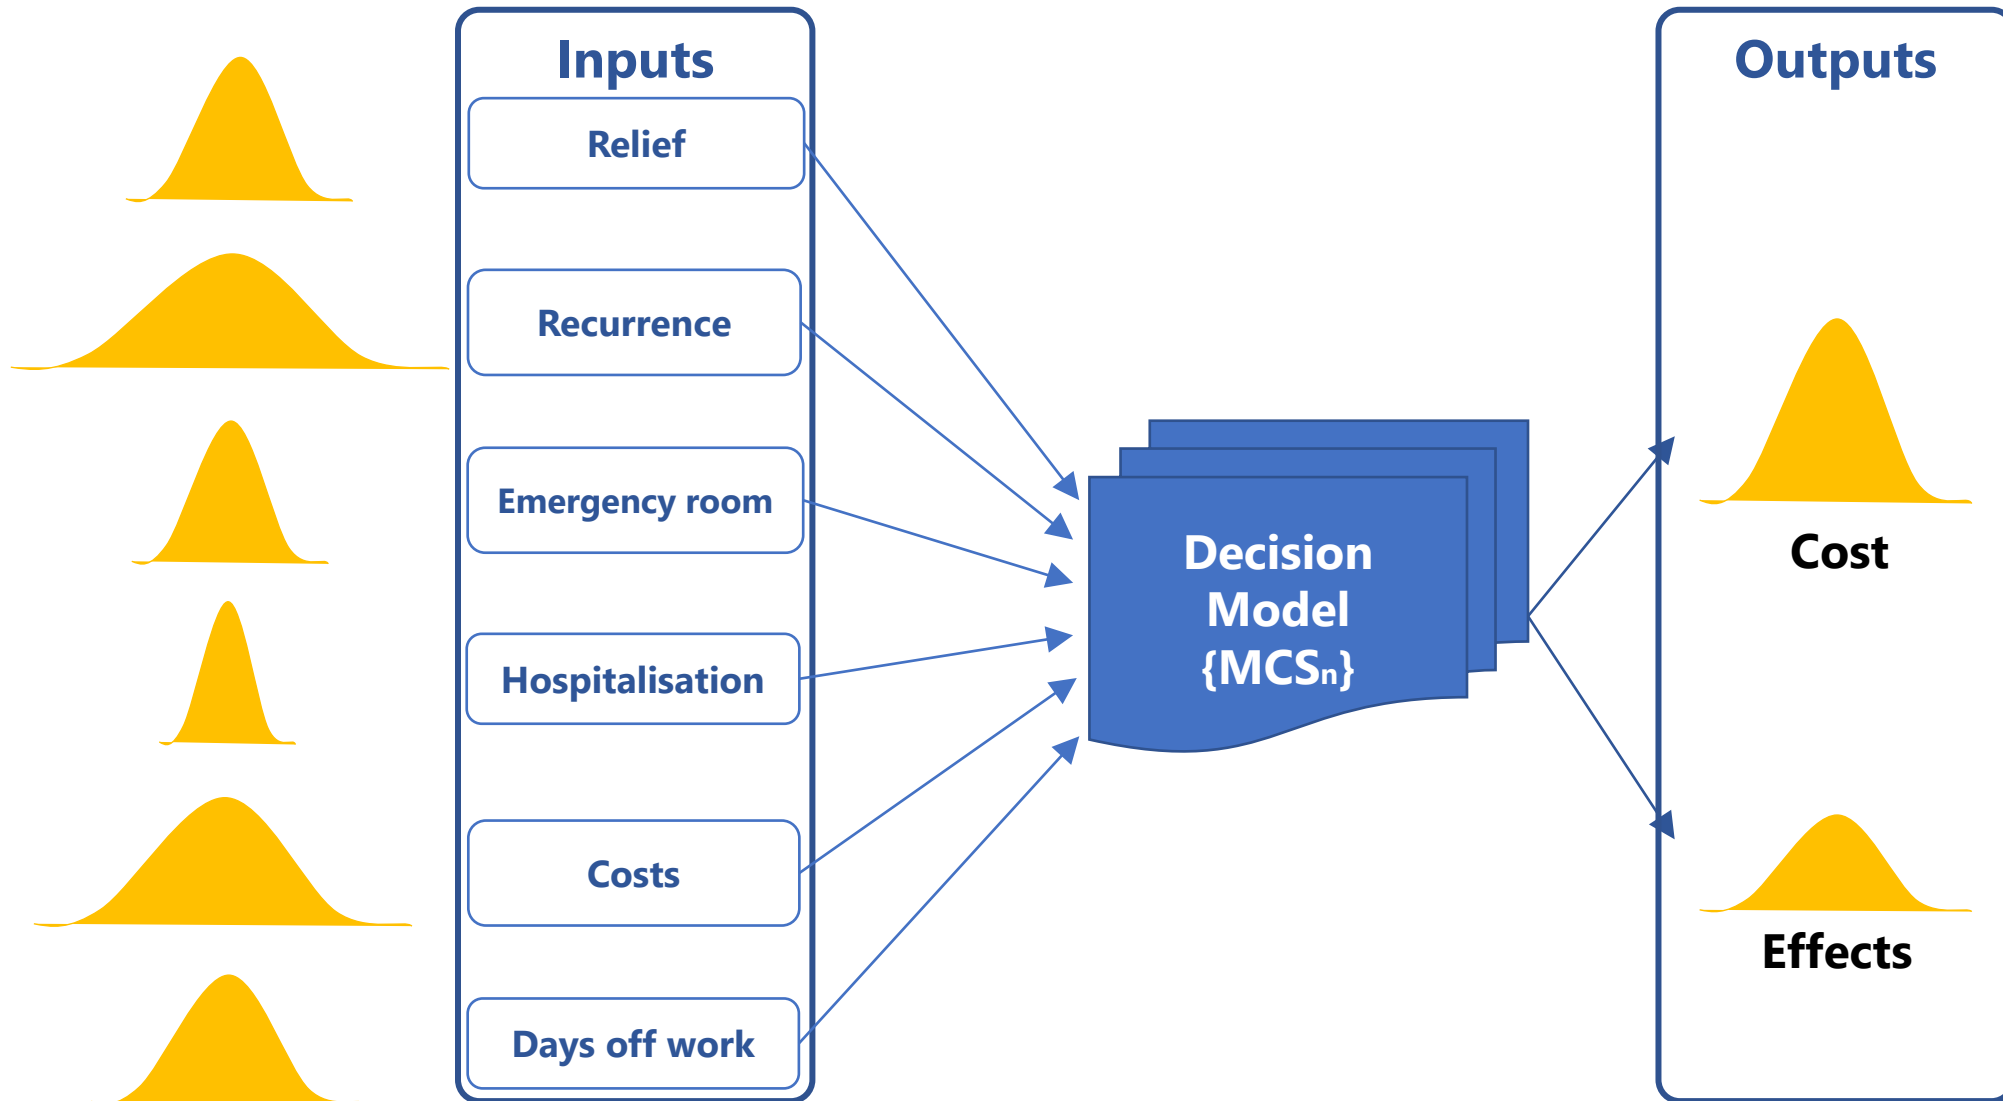 Inputs
Relief
Recurrence
Emergency room
Hospitalisation
Costs
Days off work
Decision
Model
{MCSn}
Outputs
Cost
Effects